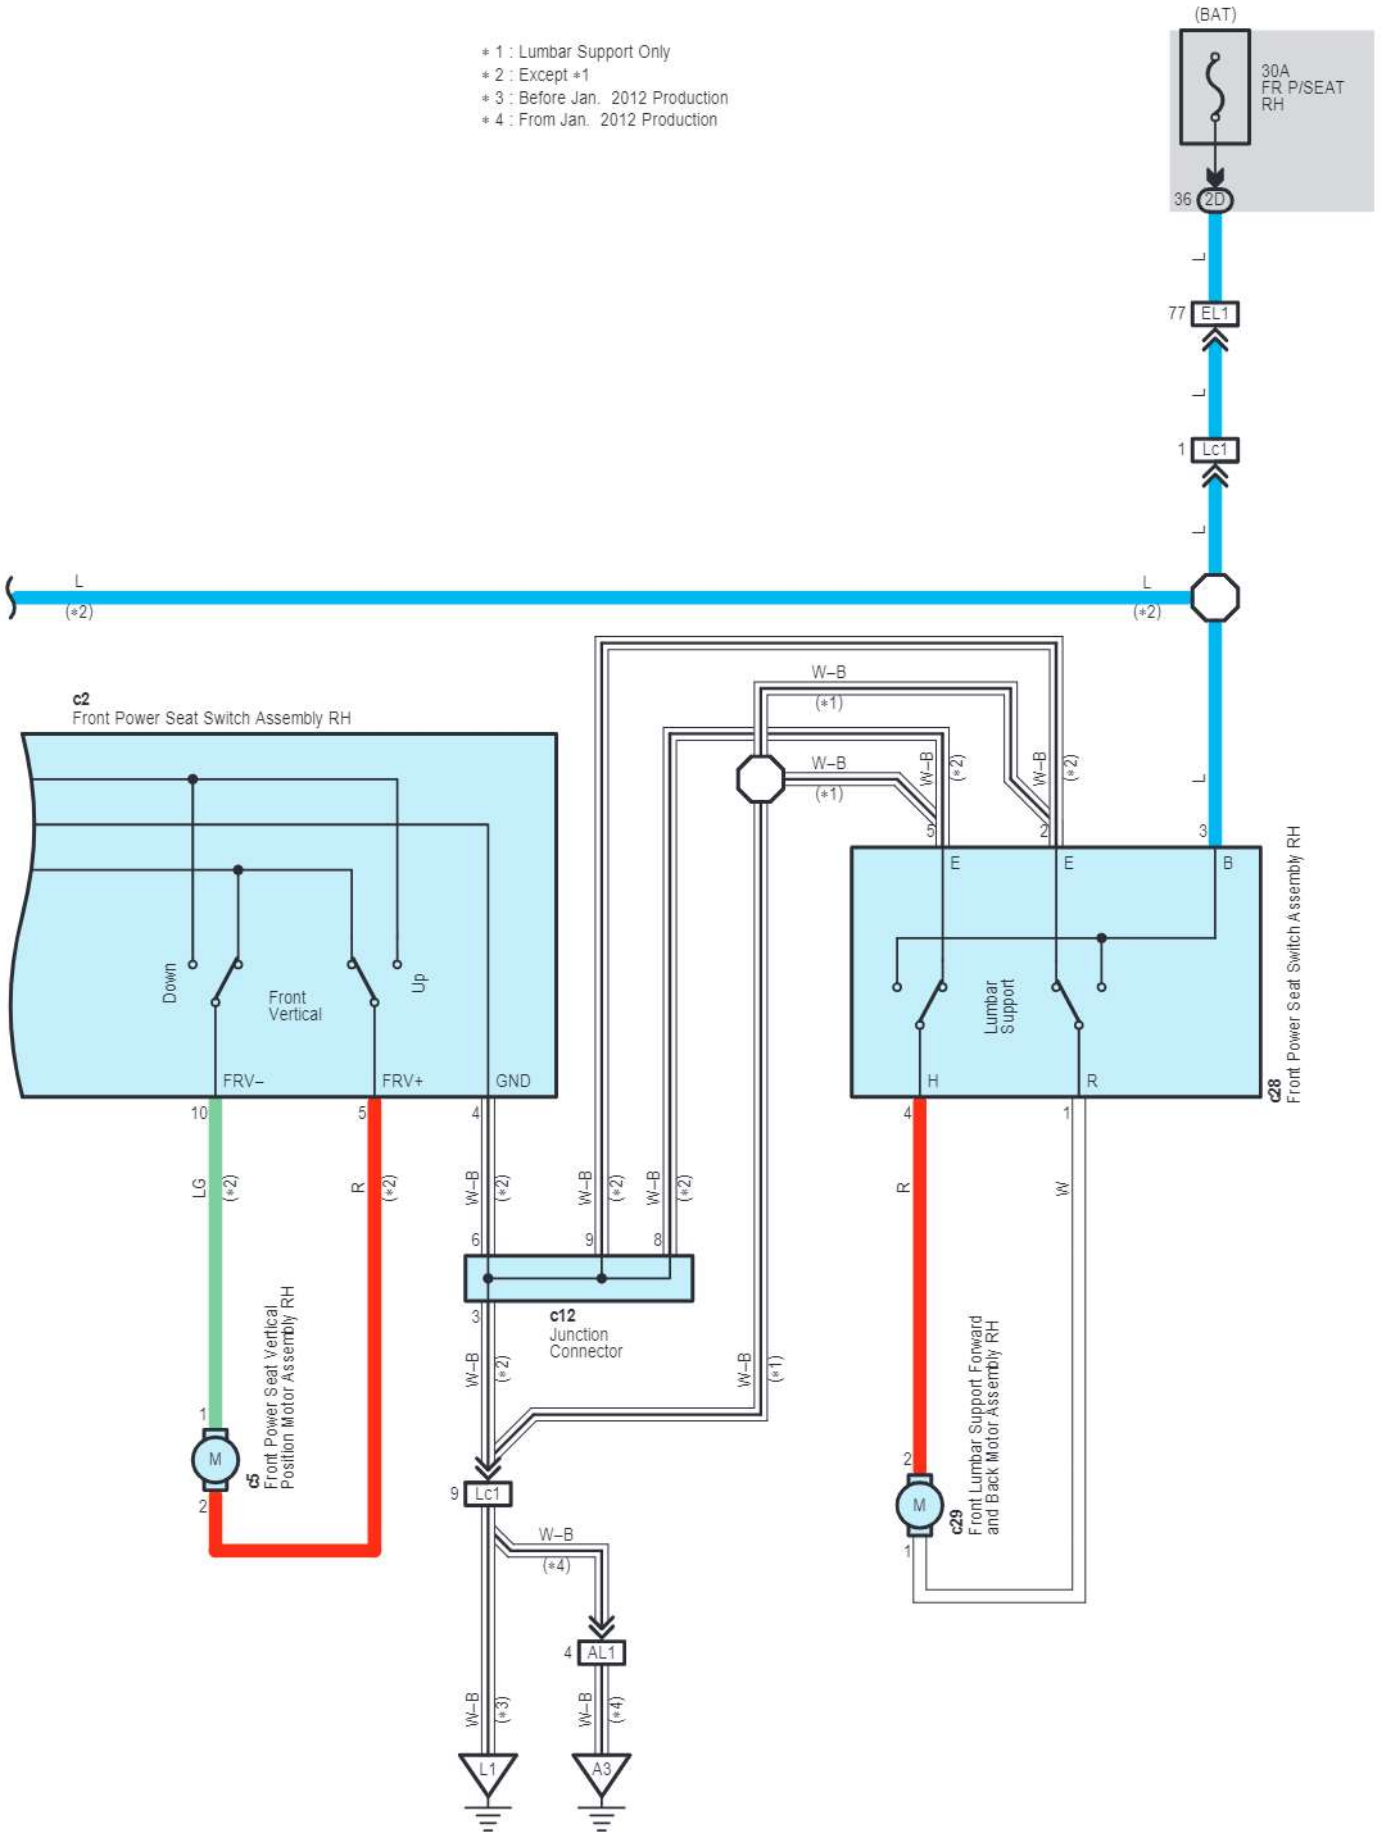 (BAT)
* 1 : Lumbar Support Only
* 2 : Except *1
* 3 : Before Jan. 2012 Production
* 4 : From Jan. 2012 Production
30A
FR P/SEAT
RH
36 2D
L
77 EL1
L
1 Lc1
L
L
(*2)
L
(*2)
c2
Front Power Seat Switch Assembly RH
W–B
(*1)
W–B
(*1)
W–B
(*2)
W–B
(*2)
L
5
2
3
E
E
B
Down
Front
Vertical
Up
Lumbar
Support
FRV–
FRV+
GND
H
R
c28
Front Power Seat Switch Assembly RH
10
5
4
4
1
LG
(*2)
R
(*2)
W–B
(*2)
W–B
(*2)
W–B
(*2)
R
W
6
9
8
3
c12
Junction
Connector
W–B
(*2)
W–B
(*1)
1
M
2
c5
Front Power Seat Vertical
Position Motor Assembly RH
2
M
1
c29
Front Lumbar Support Forward
and Back Motor Assembly RH
9 Lc1
W–B
(*4)
4 AL1
W–B
(*3)
W–B
(*4)
L1
A3